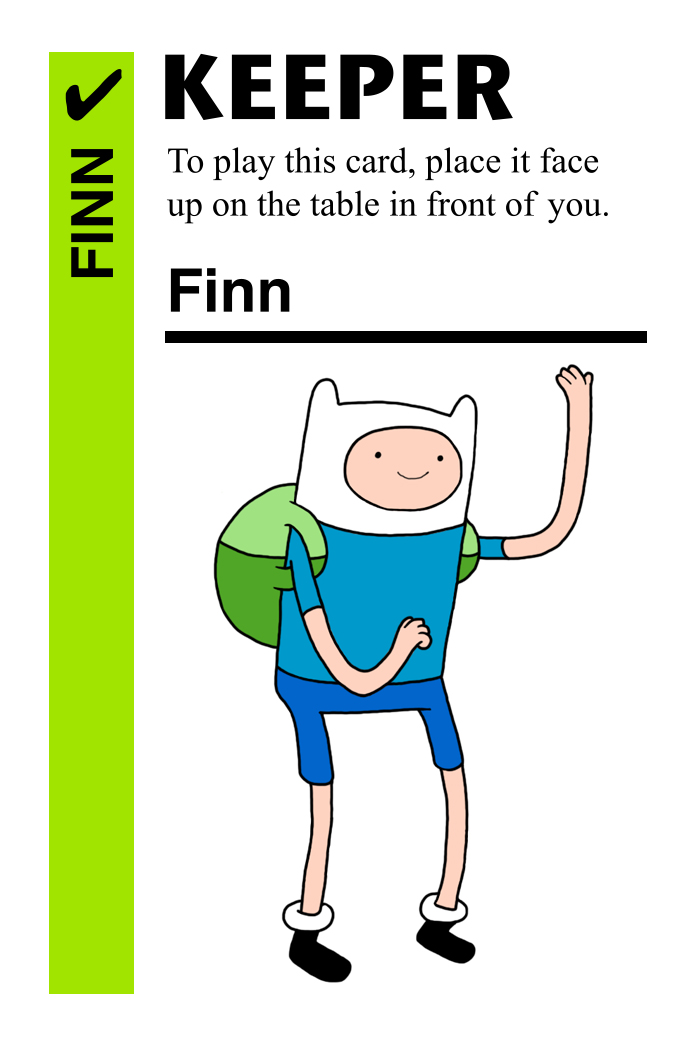 FINN ✔
KEEPER
To play this card, place it face
up on the table in front of you.
Finn